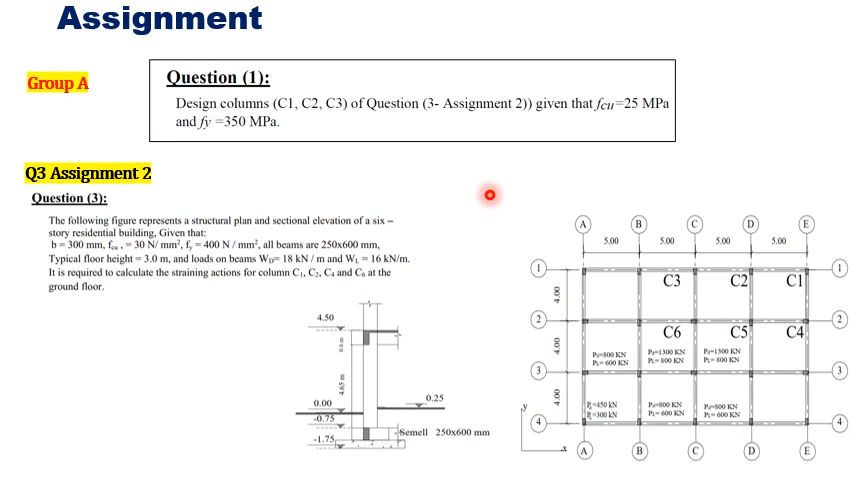 Assignment
Group A
Question (1):
Design columns (C1, C2, C3) of Question (3- Assignment 2)) given that fcu=25 MPa
and fy =350 MPa.
Q3 Assignment 2
Question (3):
The following figure represents a structural plan and sectional elevation of a six –
story residential building, Given that:
b = 300 mm, fcu , = 30 N/ mm², fy = 400 N / mm², all beams are 250x600 mm,
Typical floor height = 3.0 m, and loads on beams WD= 18 kN / m and WL = 16 kN/m.
It is required to calculate the straining actions for column C1, C2, C4 and C6 at the
ground floor.
4.50
0.6 m
4.65 m
0.00
0.25
-0.75
-1.75
Semell 250x600 mm
A B C D E
5.00 5.00 5.00 5.00
1 1
C3 C2 C1
4.00
2 2
C6 C5 C4
4.00
Pd=800 KN Pd=1300 KN Pd=1300 KN
PL= 600 KN PL= 800 KN PL= 800 KN
3 3
4.00
Pd=450 kN Pd=800 KN Pd=800 KN
PL=300 kN PL= 600 KN PL= 600 KN
y
4 4
x
A B C D E